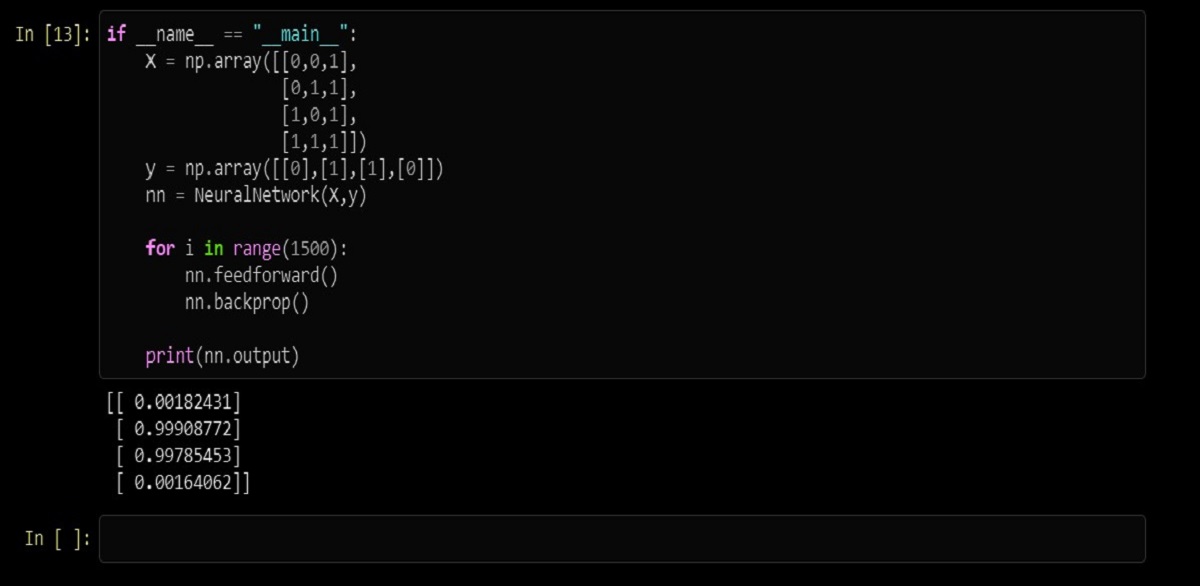 In [13]: if __name__ == "__main__":
    X = np.array([[0,0,1],
                  [0,1,1],
                  [1,0,1],
                  [1,1,1]])
    y = np.array([[0],[1],[1],[0]])
    nn = NeuralNetwork(X,y)
    for i in range(1500):
        nn.feedforward()
        nn.backprop()
    print(nn.output)
[[ 0.00182431]
 [ 0.99908772]
 [ 0.99785453]
 [ 0.00164062]]
In [ ]: